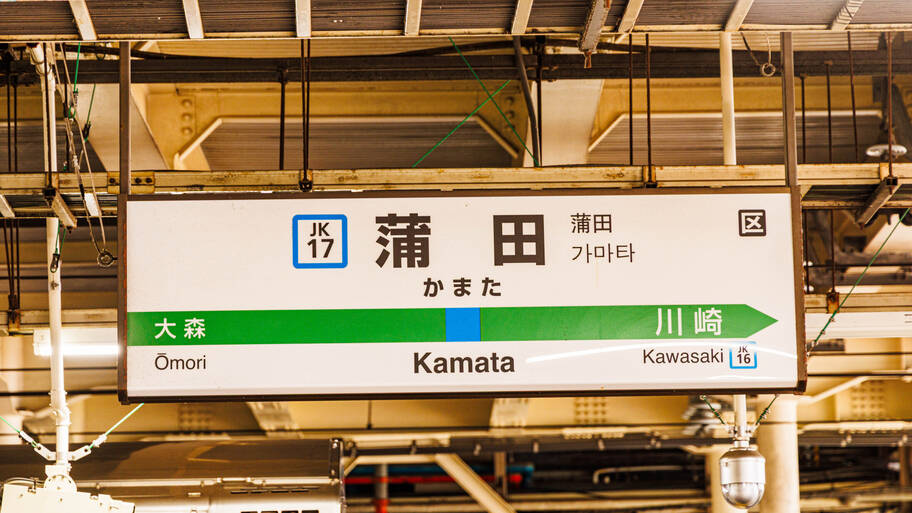 JK
17
蒲田
蒲田
가마타
区
かまた
大森
川崎
Ōmori
Kamata
Kawasaki
JK
16